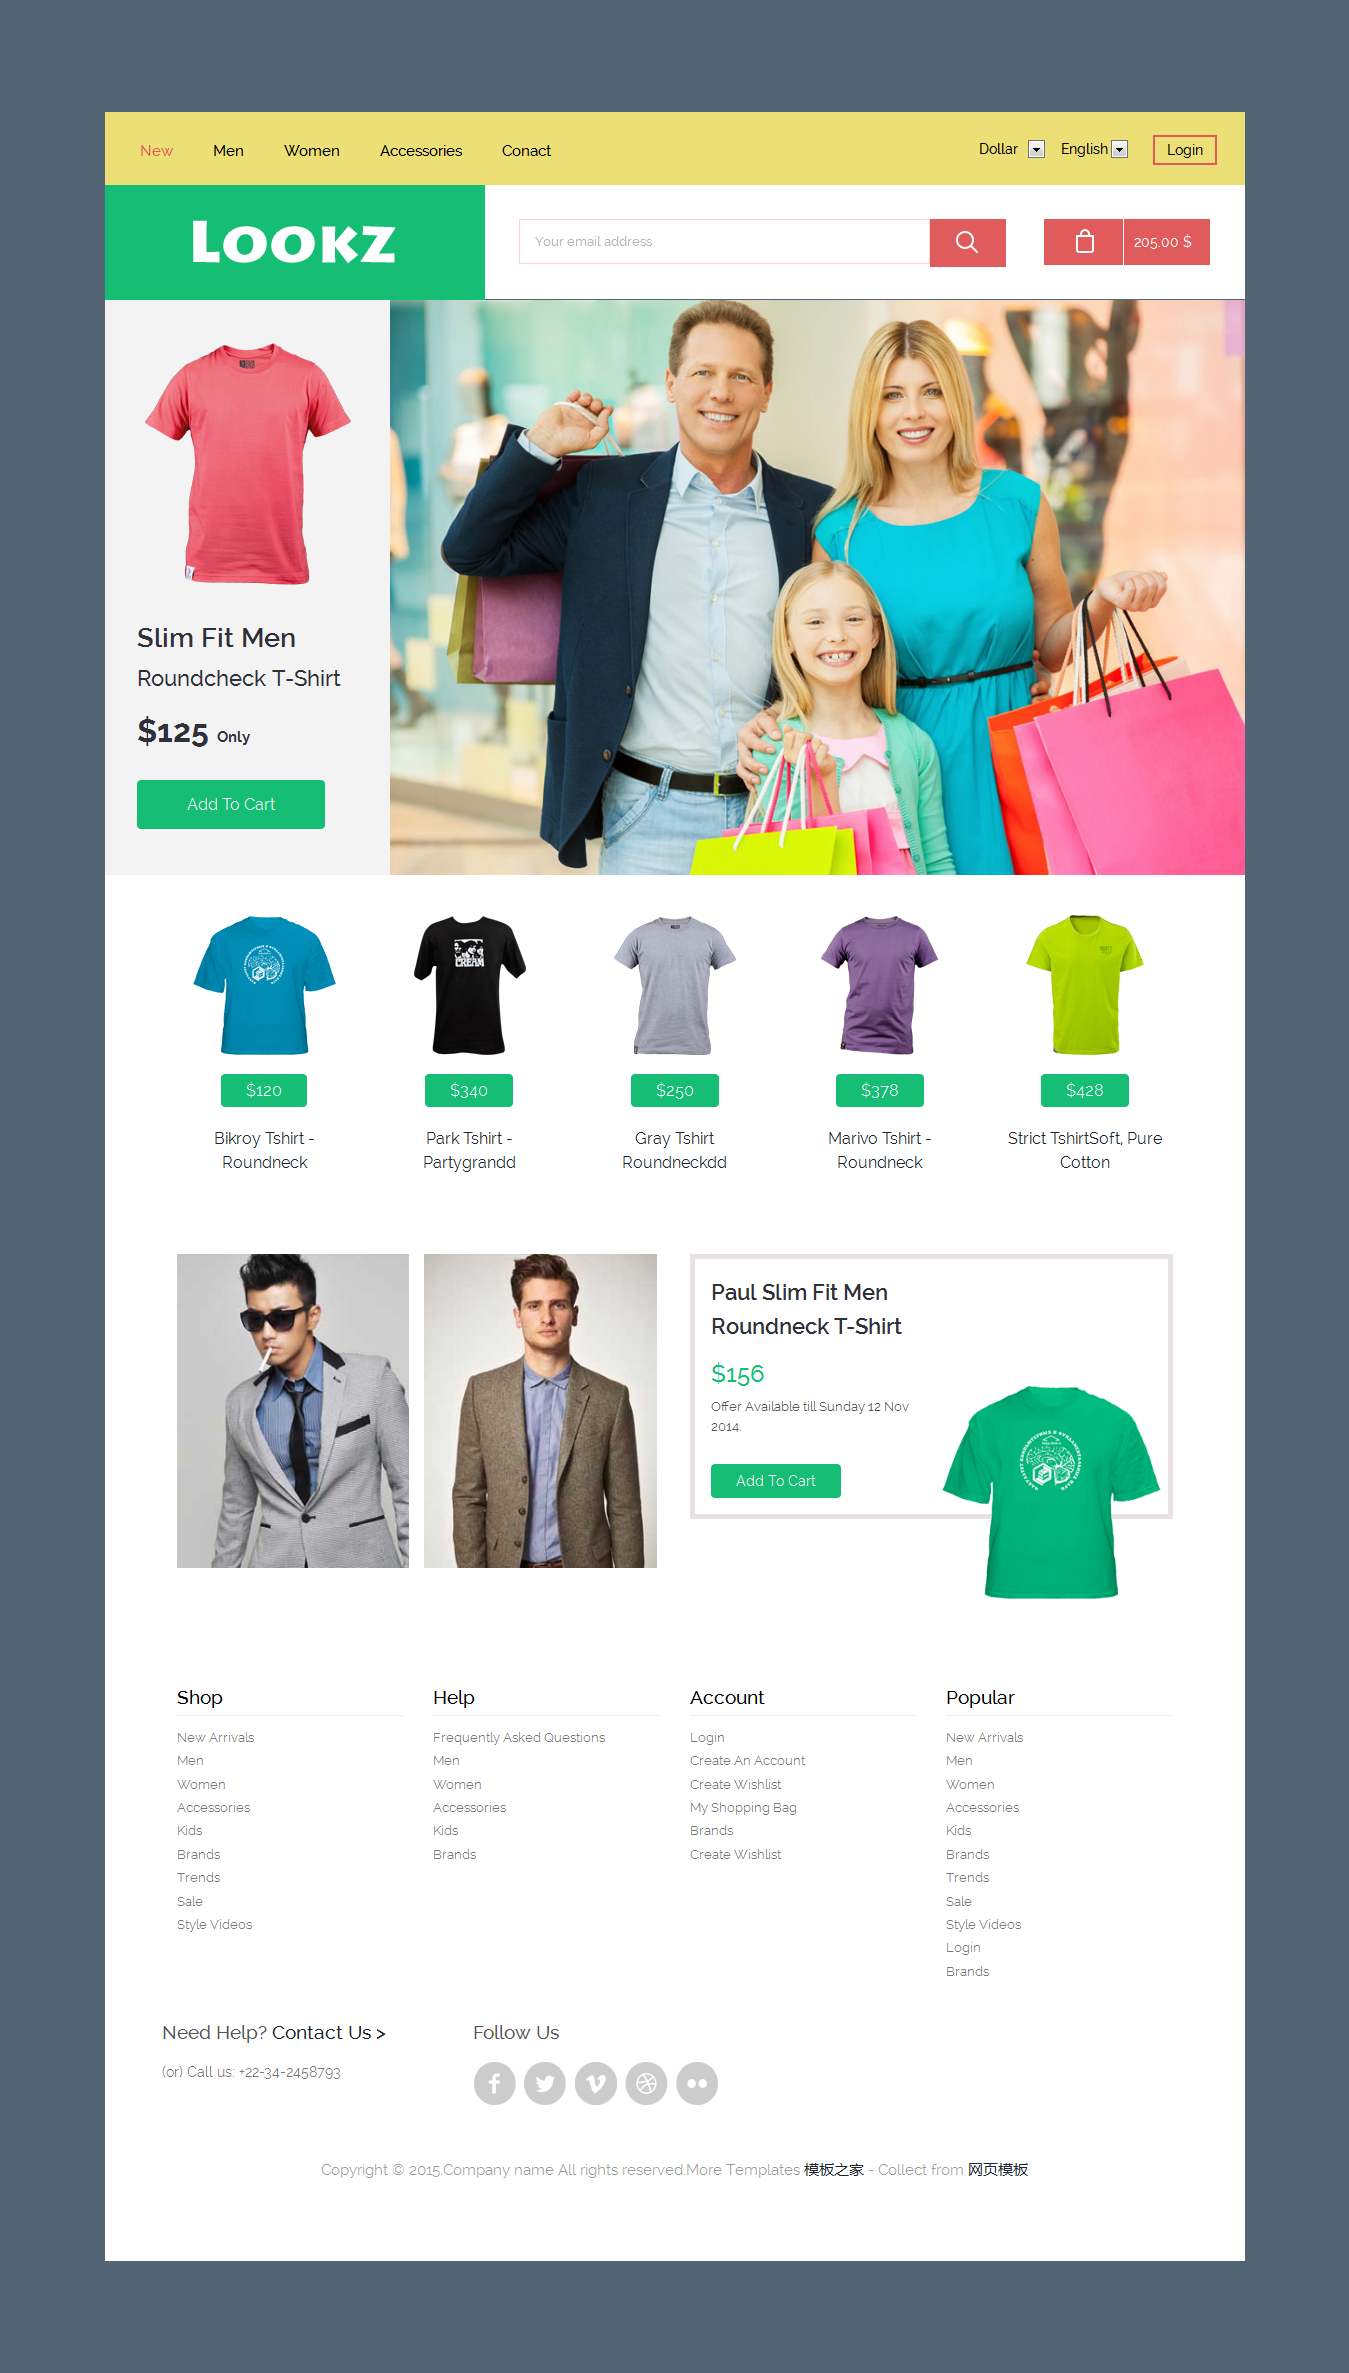 New Men Women Accessories Conact Dollar English Login
LOOKZ
Your email address
205.00 $
Slim Fit Men
Roundcheck T-Shirt
$125 Only
Add To Cart
CREAM
$120 $340 $250 $378 $428
Bikroy Tshirt - Park Tshirt - Gray Tshirt Marivo Tshirt - Strict TshirtSoft, Pure
Roundneck Partygrandd Roundneckdd Roundneck Cotton
Paul Slim Fit Men
Roundneck T-Shirt
$156
Offer Available till Sunday 12 Nov
2014.
Add To Cart
Shop
New Arrivals
Men
Women
Accessories
Kids
Brands
Trends
Sale
Style Videos
Help
Frequently Asked Questions
Men
Women
Accessories
Kids
Brands
Account
Login
Create An Account
Create Wishlist
My Shopping Bag
Brands
Create Wishlist
Popular
New Arrivals
Men
Women
Accessories
Kids
Brands
Trends
Sale
Style Videos
Login
Brands
Need Help? Contact Us >
(or) Call us: +22-34-2458793
Follow Us
Copyright © 2015.Company name All rights reserved.More Templates 模板之家 - Collect from 网页模板